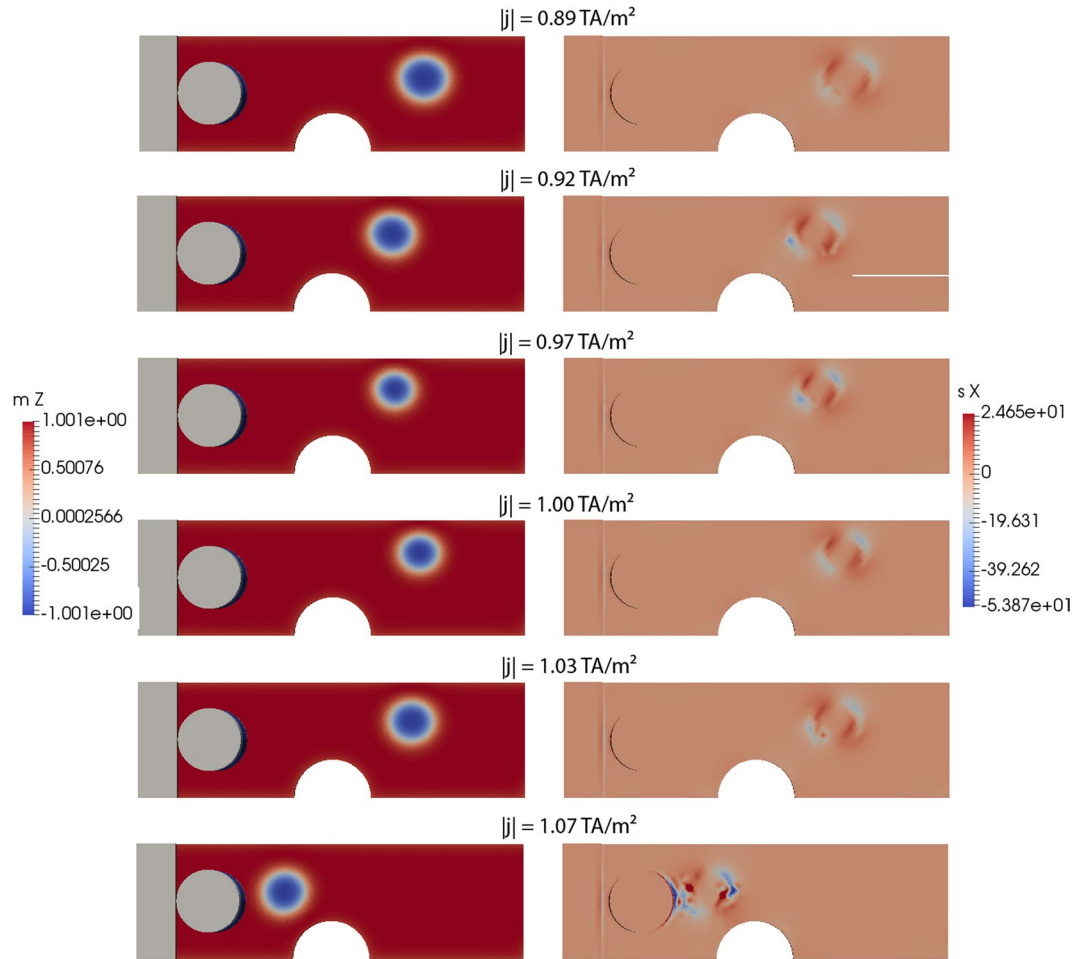 |j| = 0.89 TA/m²
|j| = 0.92 TA/m²
|j| = 0.97 TA/m²
m Z
1.001e+00
0.50076
0.0002566
-0.50025
-1.001e+00
s X
2.465e+01
0
-19.631
-39.262
-5.387e+01
|j| = 1.00 TA/m²
|j| = 1.03 TA/m²
|j| = 1.07 TA/m²